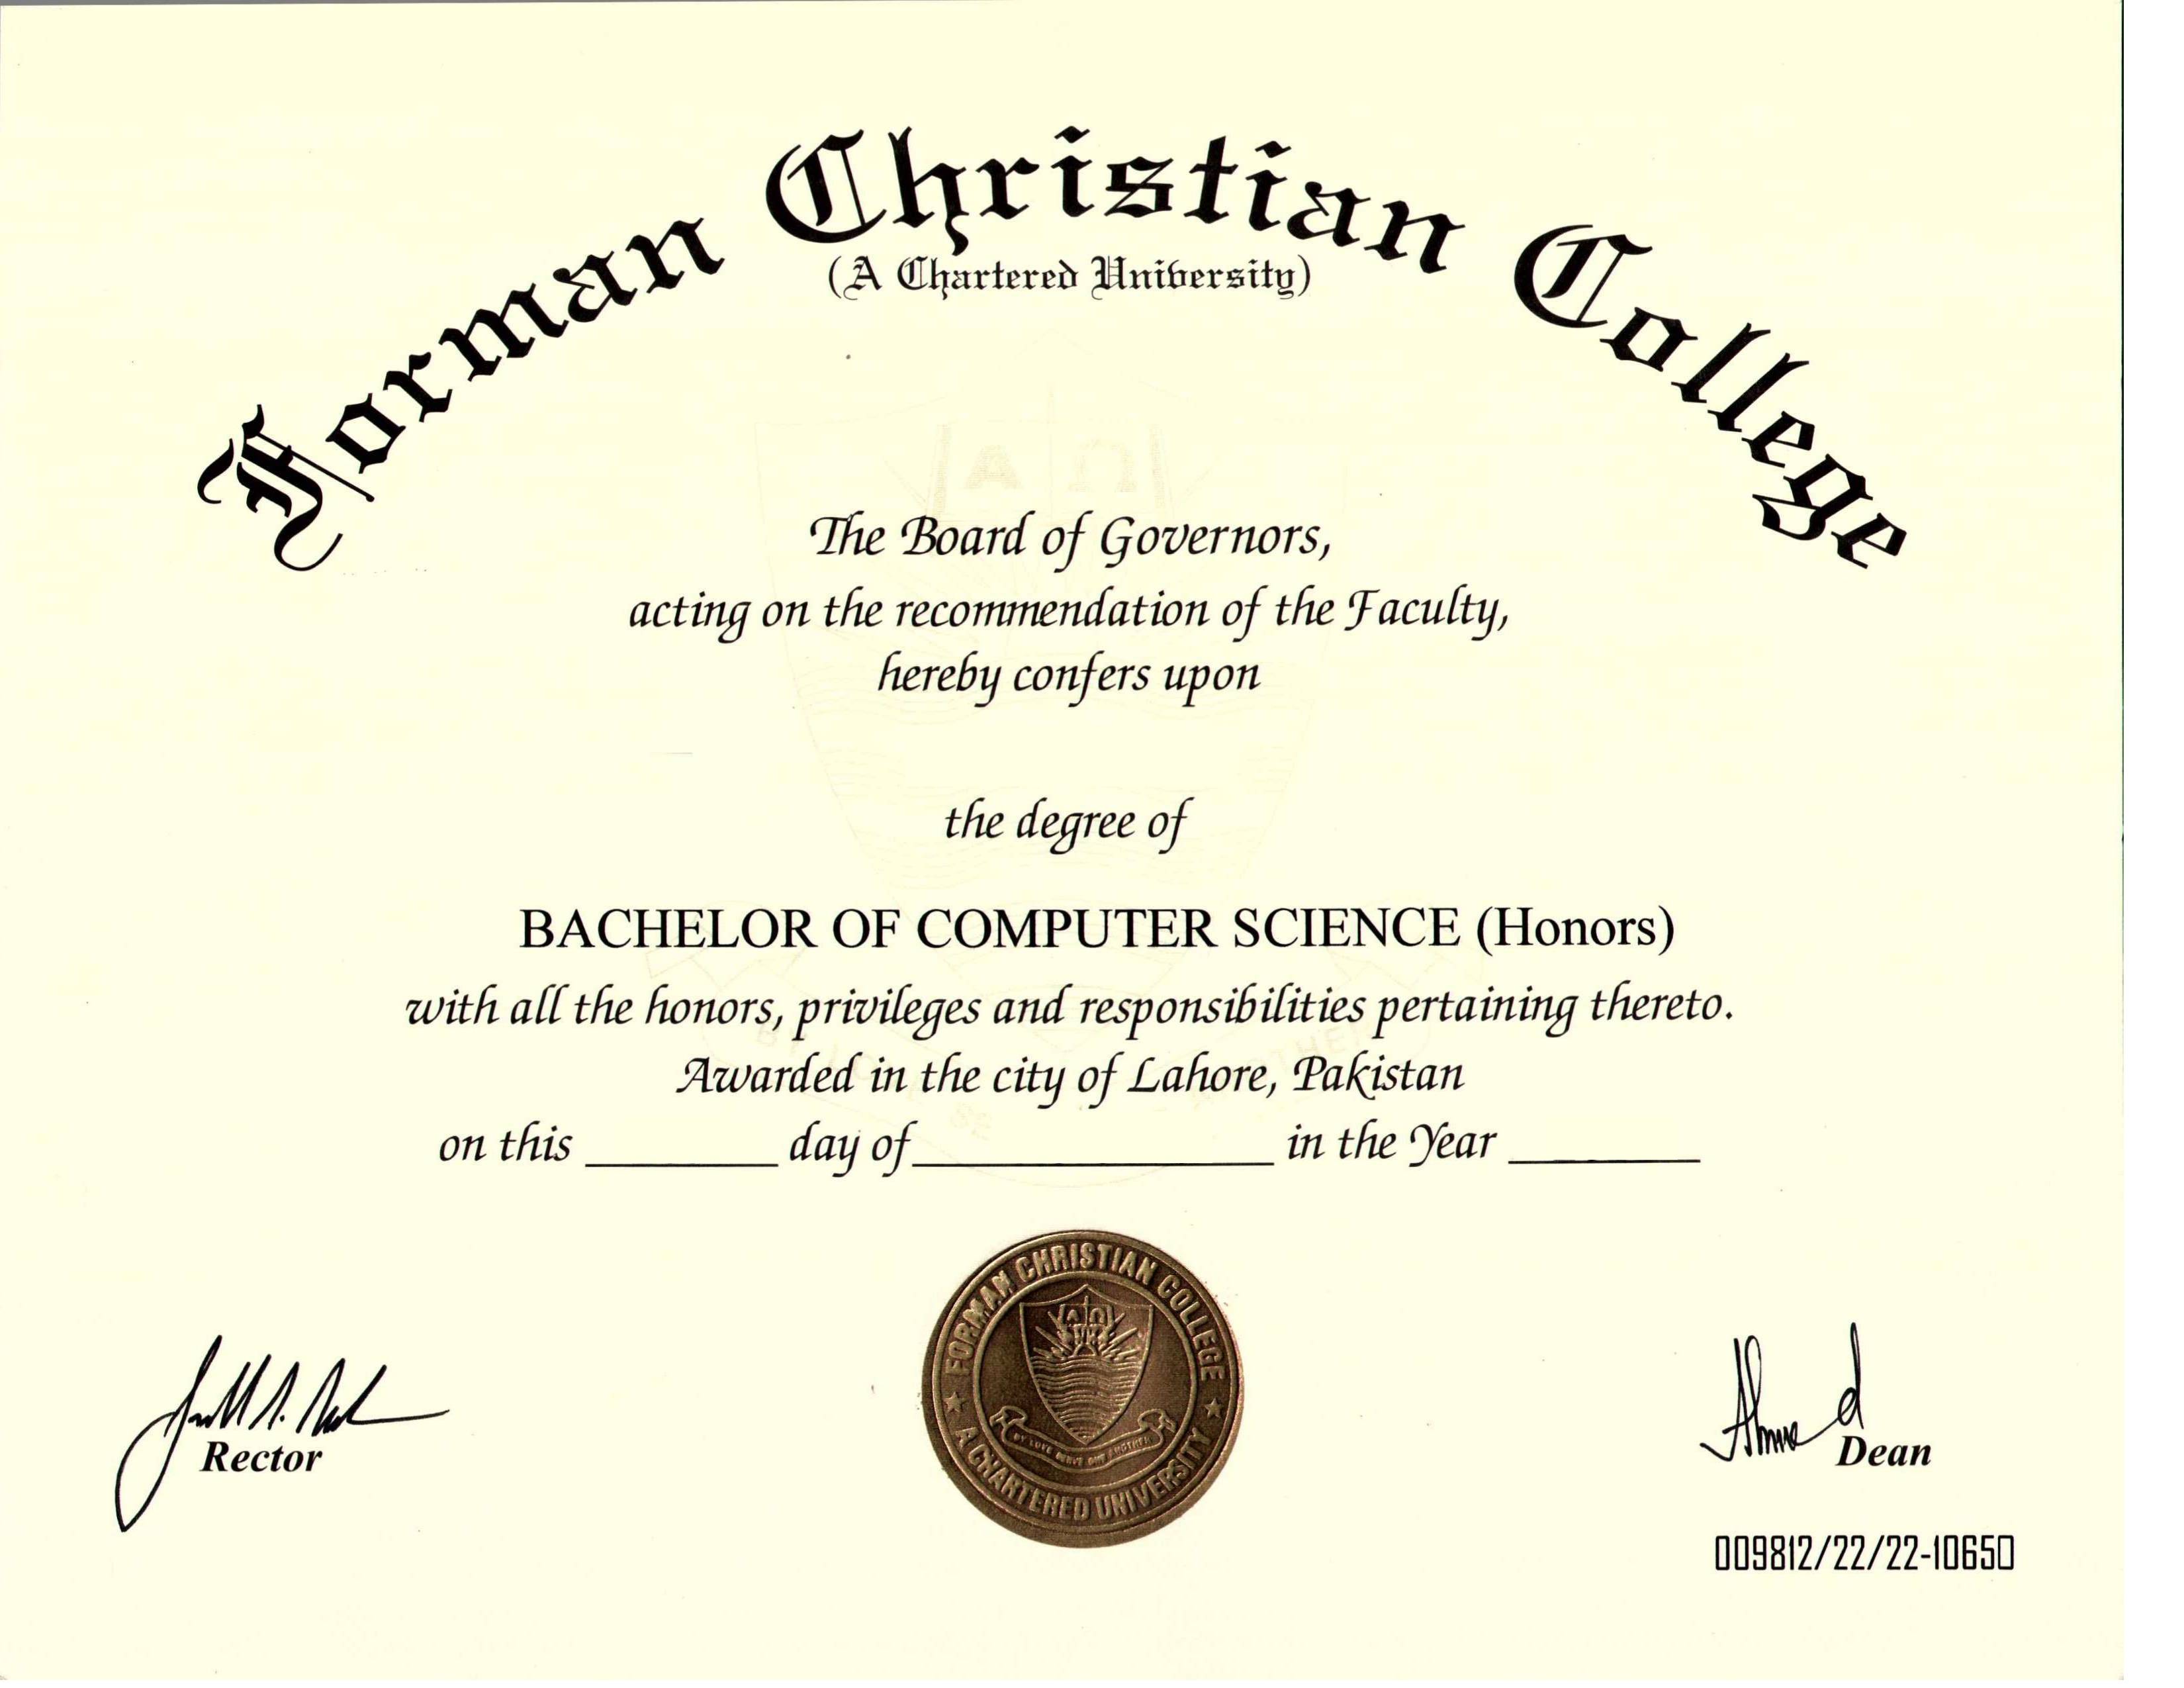 Forman Christian College
(A Chartered University)
The Board of Governors,
acting on the recommendation of the Faculty,
hereby confers upon
the degree of
BACHELOR OF COMPUTER SCIENCE (Honors)
with all the honors, privileges and responsibilities pertaining thereto.
Awarded in the city of Lahore, Pakistan
on this ________ day of _______________ in the Year ________
FORMAN CHRISTIAN COLLEGE
A CHARTERED UNIVERSITY
A Ω
BY LOVE SERVE ONE ANOTHER
Rector
Dean
009812/22/22-10650